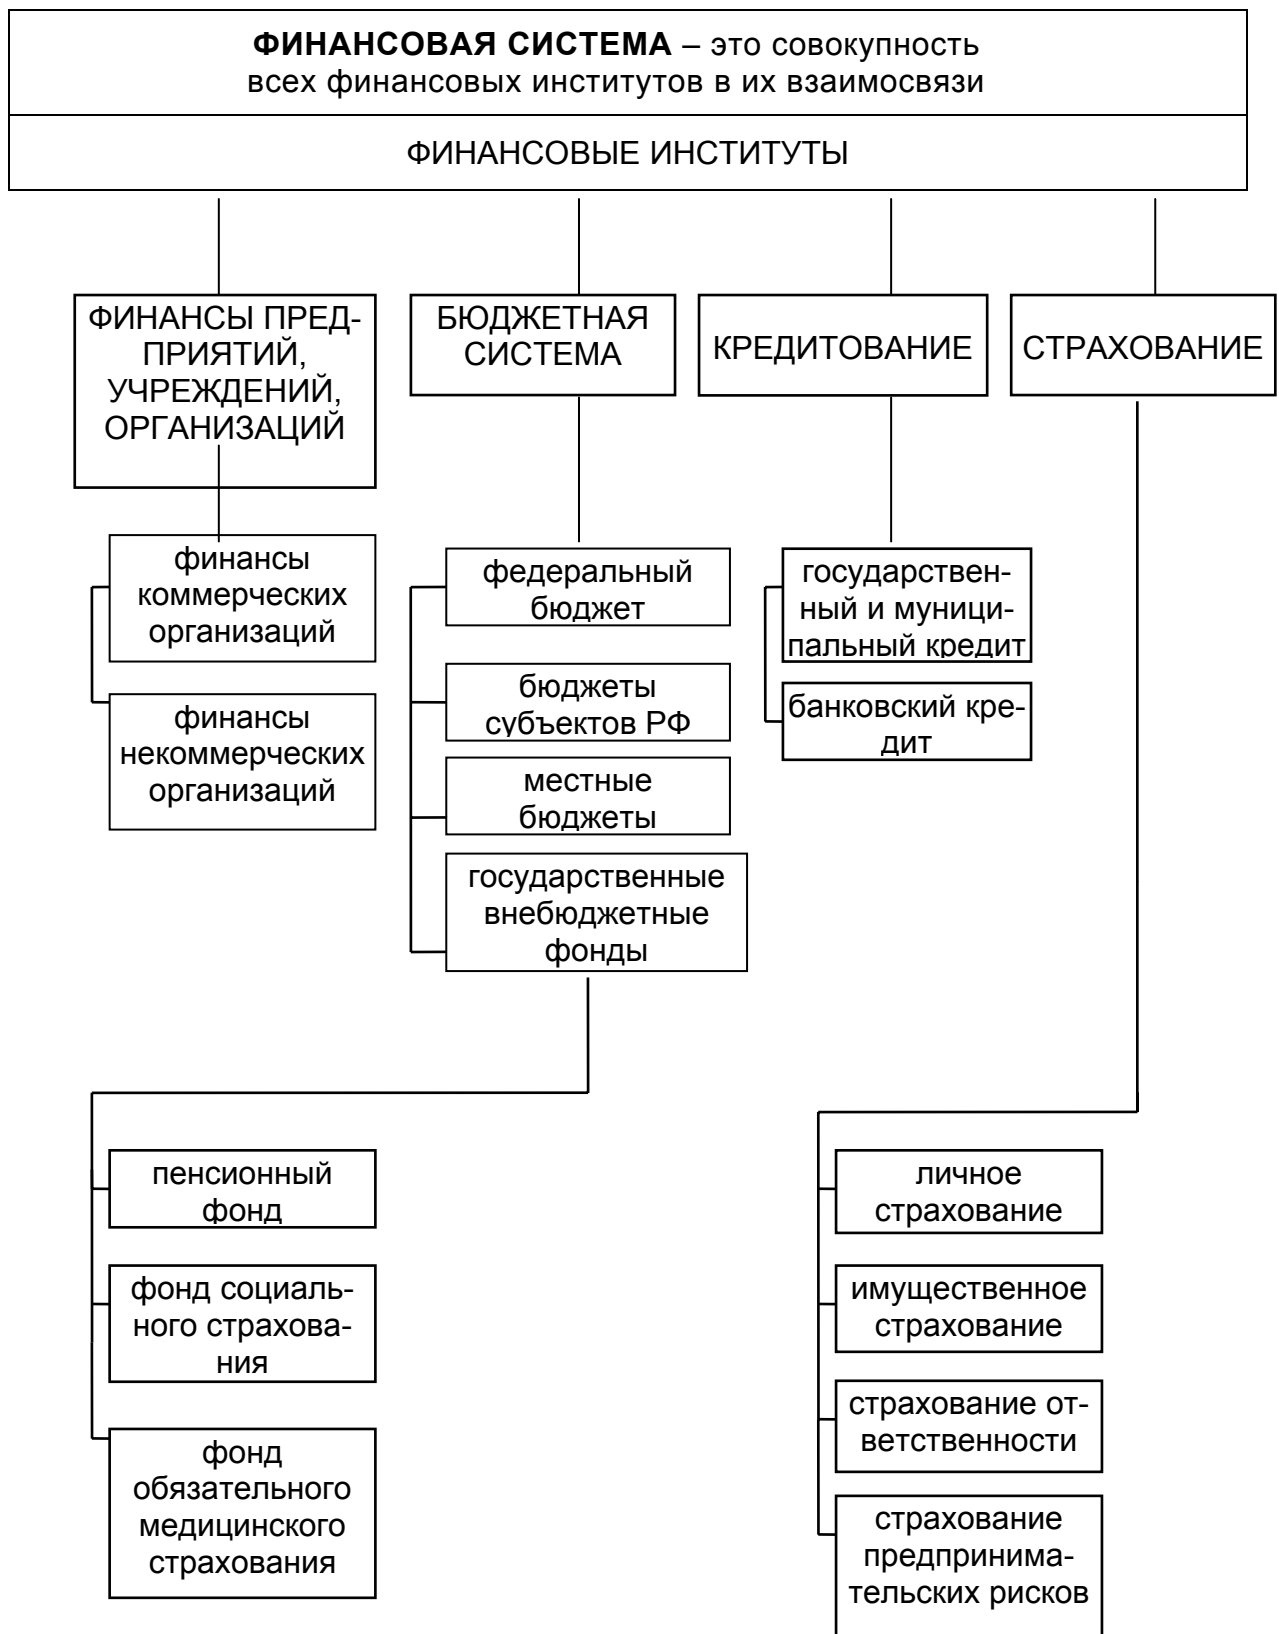 ФИНАНСОВАЯ СИСТЕМА – это совокупность
всех финансовых институтов в их взаимосвязи
ФИНАНСОВЫЕ ИНСТИТУТЫ
ФИНАНСЫ ПРЕД-
ПРИЯТИЙ,
УЧРЕЖДЕНИЙ,
ОРГАНИЗАЦИЙ
БЮДЖЕТНАЯ
СИСТЕМА
КРЕДИТОВАНИЕ
СТРАХОВАНИЕ
финансы
коммерческих
организаций
финансы
некоммерческих
организаций
федеральный
бюджет
бюджеты
субъектов РФ
местные
бюджеты
государственные
внебюджетные
фонды
государствен-
ный и муници-
пальный кредит
банковский кре-
дит
пенсионный
фонд
фонд социаль-
ного страхова-
ния
фонд
обязательного
медицинского
страхования
личное
страхование
имущественное
страхование
страхование от-
ветственности
страхование
предпринима-
тельских рисков